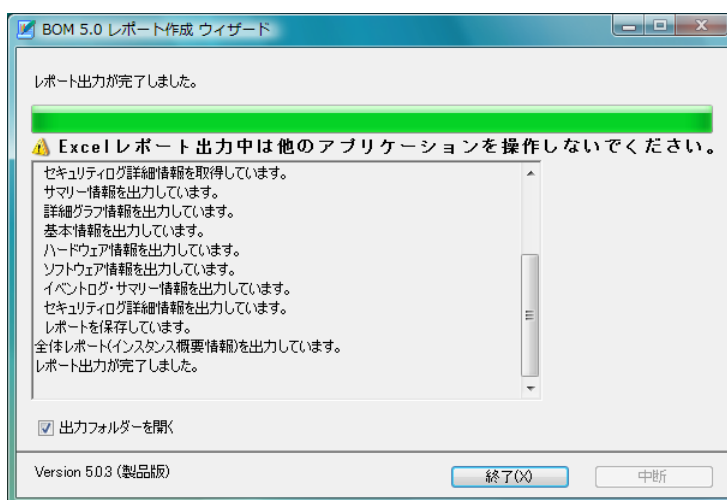 BOM 5.0 レポート作成 ウィザード
レポート出力が完了しました。
Excelレポート出力中は他のアプリケーションを操作しないでください。
セキュリティログ詳細情報を取得しています。
サマリー情報を出力しています。
詳細グラフ情報を出力しています。
基本情報を出力しています。
ハードウェア情報を出力しています。
ソフトウェア情報を出力しています。
イベントログ・サマリー情報を出力しています。
セキュリティログ詳細情報を出力しています。
レポートを保存しています。
全体レポート(インスタンス概要情報)を出力しています。
レポート出力が完了しました。
出力フォルダーを開く
Version 5.0.3 (製品版)
終了(X)
中断